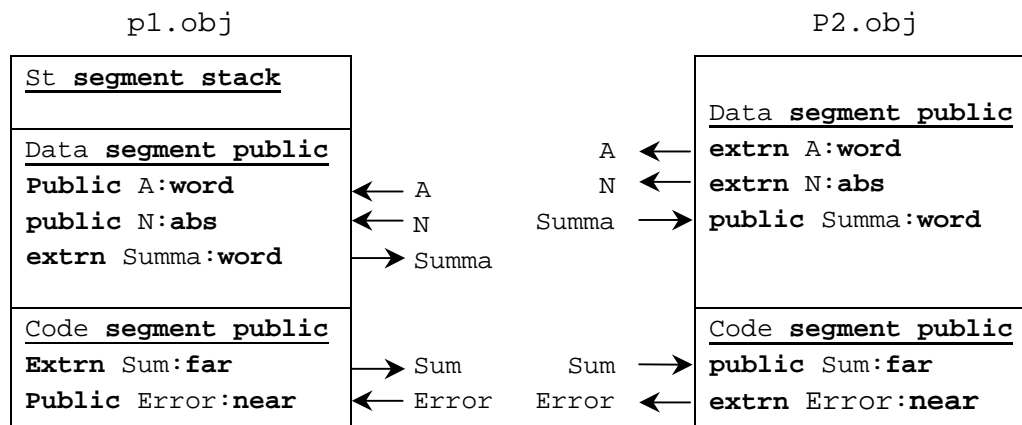 p1.obj
St segment stack
Data segment public
Public A:word
public N:abs
extrn Summa:word
Code segment public
Extrn Sum:far
Public Error:near
A
N
Summa
Sum
Error
P2.obj
A
N
Summa
Sum
Error
Data segment public
extrn A:word
extrn N:abs
public Summa:word
Code segment public
public Sum:far
extrn Error:near